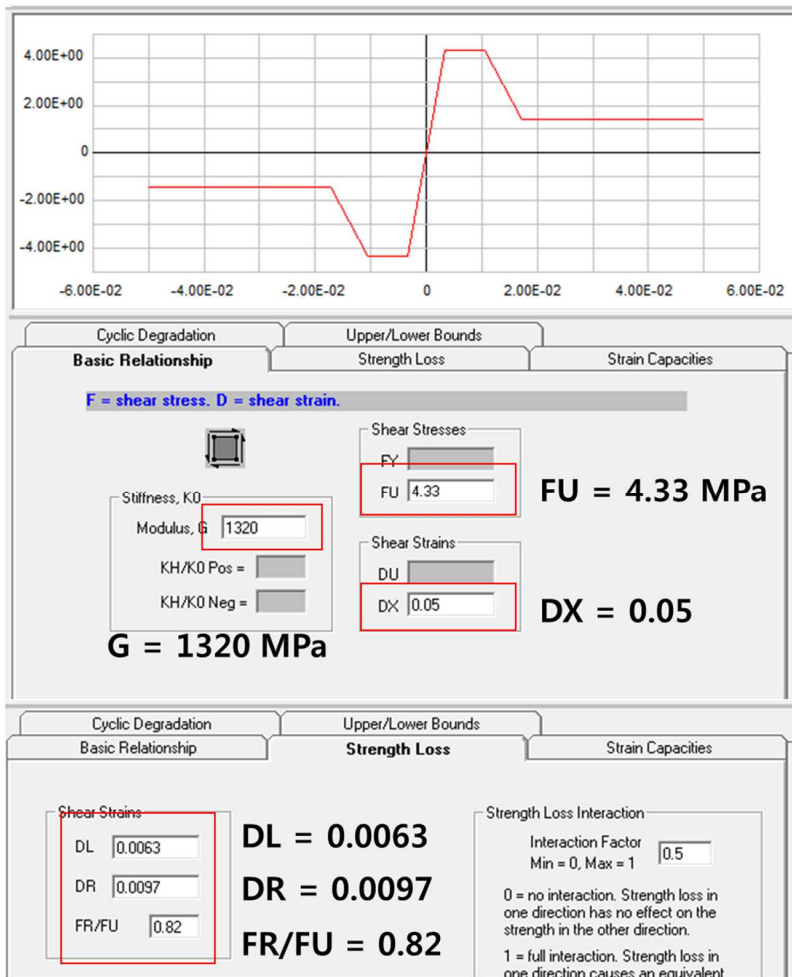 4.00E+00
2.00E+00
0
-2.00E+00
-4.00E+00
-6.00E-02 -4.00E-02 -2.00E-02 0 2.00E-02 4.00E-02 6.00E-02
Cyclic Degradation Upper/Lower Bounds
Basic Relationship Strength Loss Strain Capacities
F = shear stress. D = shear strain.
Shear Stresses
FY
FU 4.33
FU = 4.33 MPa
Stiffness, K0
Modulus, G 1320
KH/K0 Pos =
KH/K0 Neg =
G = 1320 MPa
Shear Strains
DU
DX 0.05
DX = 0.05
Cyclic Degradation Upper/Lower Bounds
Basic Relationship Strength Loss Strain Capacities
Shear Strains
DL 0.0063
DR 0.0097
FR/FU 0.82
DL = 0.0063
DR = 0.0097
FR/FU = 0.82
Strength Loss Interaction
Interaction Factor
Min = 0, Max = 1
0.5
0 = no interaction. Strength loss in
one direction has no effect on the
strength in the other direction.
1 = full interaction. Strength loss in
one direction causes an equivalent